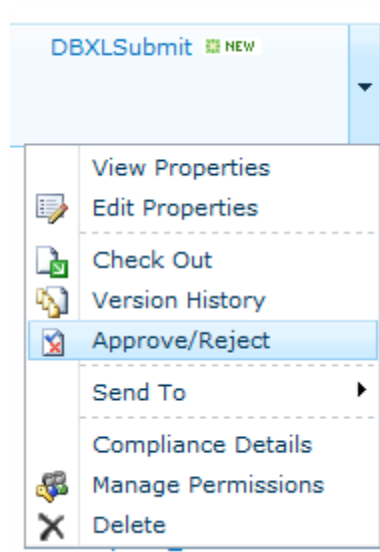 DBXLSubmit NEW
View Properties
Edit Properties
Check Out
Version History
Approve/Reject
Send To
Compliance Details
Manage Permissions
Delete